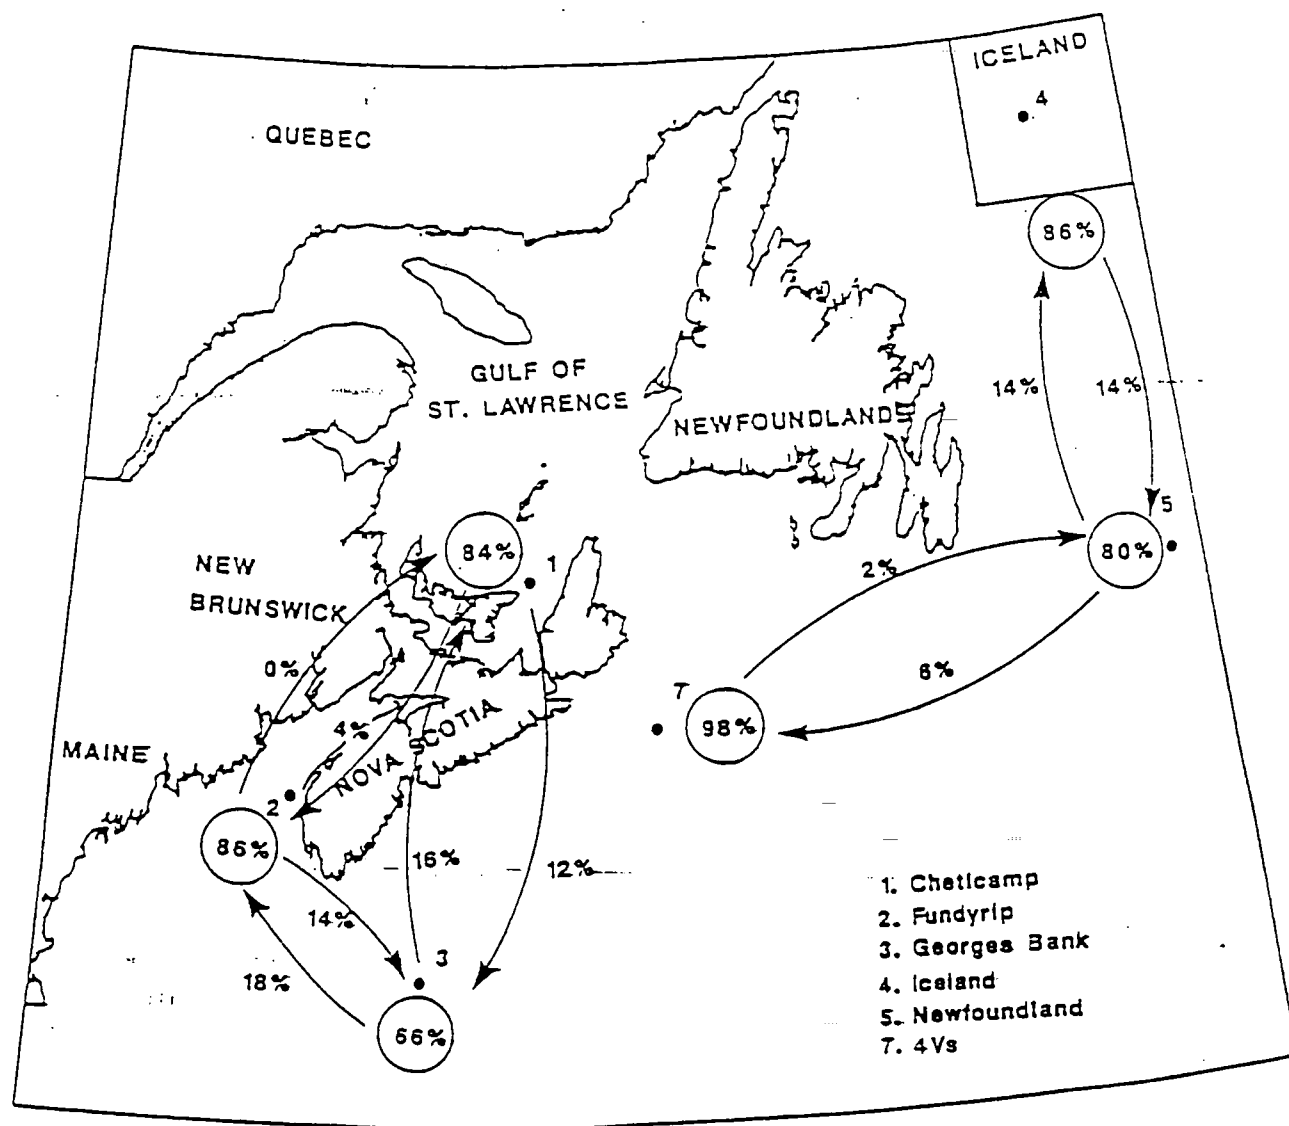 ICELAND
4
QUEBEC
86%
GULF OF
ST. LAWRENCE
14%
14%
NEWFOUNDLAND
5
84%
1
80%
2%
NEW
BRUNSWICK
0%
6%
7
98%
4%
NOVA SCOTIA
MAINE
2
86%
16%
12%
14%
3
18%
66%
1. Cheticamp
2. Fundyrip
3. Georges Bank
4. Iceland
5. Newfoundland
7. 4Vs